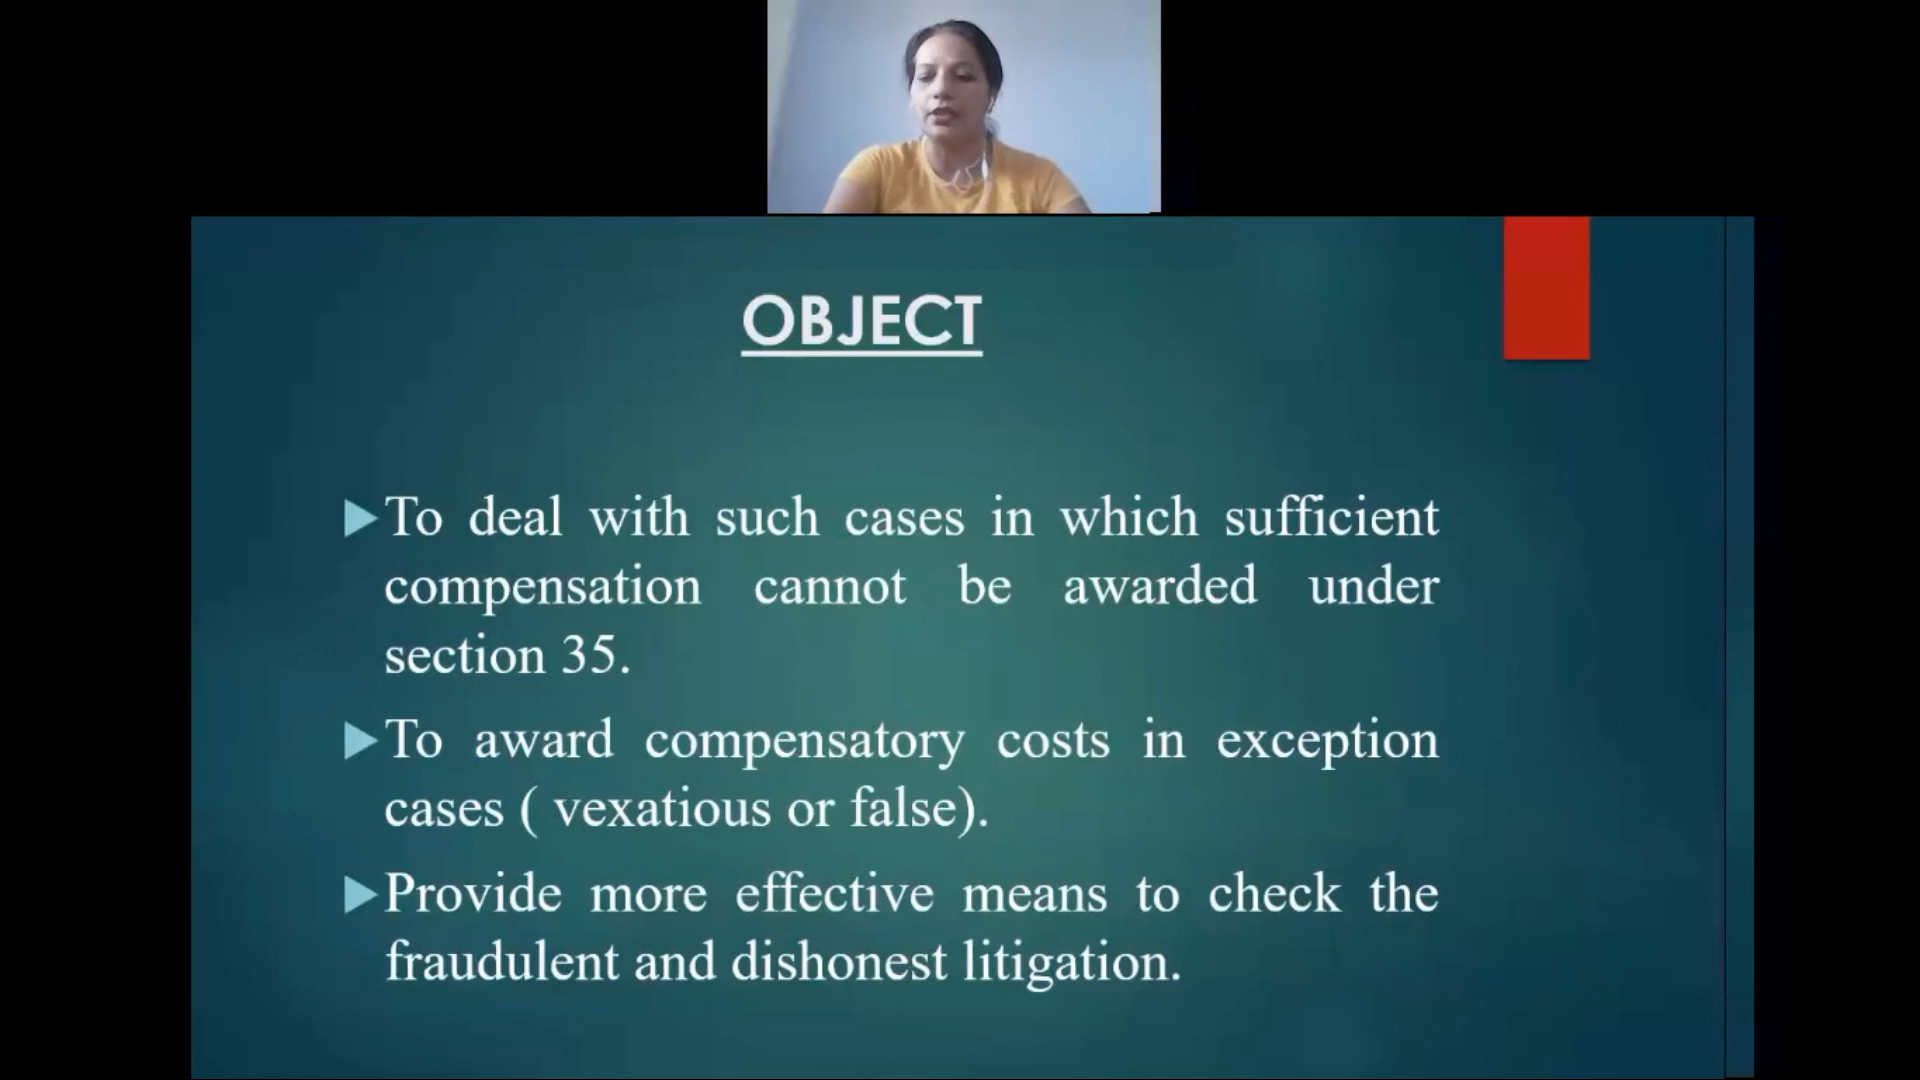 OBJECT
To deal with such cases in which sufficient
compensation cannot be awarded under
section 35.
To award compensatory costs in exception
cases ( vexatious or false).
Provide more effective means to check the
fraudulent and dishonest litigation.